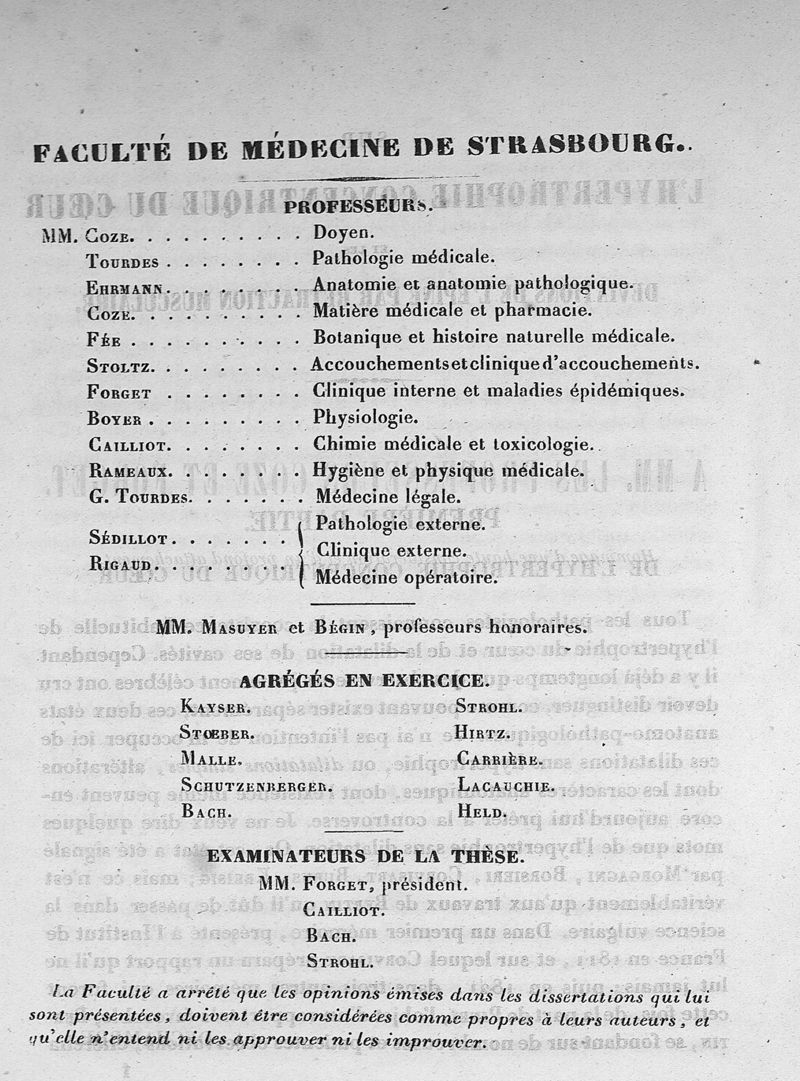 FACULTÉ DE MÉDECINE DE STRASBOURG.
PROFESSEURS.
MM. COZE. . . . . . . . . . Doyen.
TOURDES . . . . . . . . Pathologie médicale.
EHRMANN. . . . . . . . Anatomie et anatomie pathologique.
COZE. . . . . . . . . . Matière médicale et pharmacie.
FÉE . . . . . . . . . . Botanique et histoire naturelle médicale.
STOLTZ. . . . . . . . . Accouchements et clinique d'accouchements.
FORGET . . . . . . . . Clinique interne et maladies épidémiques.
BOYER . . . . . . . . . Physiologie.
CAILLIOT. . . . . . . . Chimie médicale et toxicologie.
RAMEAUX. . . . . . . . Hygiène et physique médicale.
G. TOURDES. . . . . . . Médecine légale.
Pathologie externe.
SÉDILLOT . . . . . . .
Clinique externe.
RIGAUD. . . . . . . . .
Médecine opératoire.
MM. MASUYER et BÉGIN, professeurs honoraires.
AGRÉGÉS EN EXERCICE.
KAYSER. STROHL.
STŒBER. HIRTZ.
MALLE. CARRIÈRE.
SCHUTZENBERGER. LACAUCHIE.
BACH. HELD.
EXAMINATEURS DE LA THÈSE.
MM. FORGET, président.
CAILLIOT.
BACH.
STROHL.
La Faculté a arrêté que les opinions émises dans les dissertations qui lui
sont présentées, doivent être considérées comme propres à leurs auteurs, et
qu'elle n'entend ni les approuver ni les improuver.